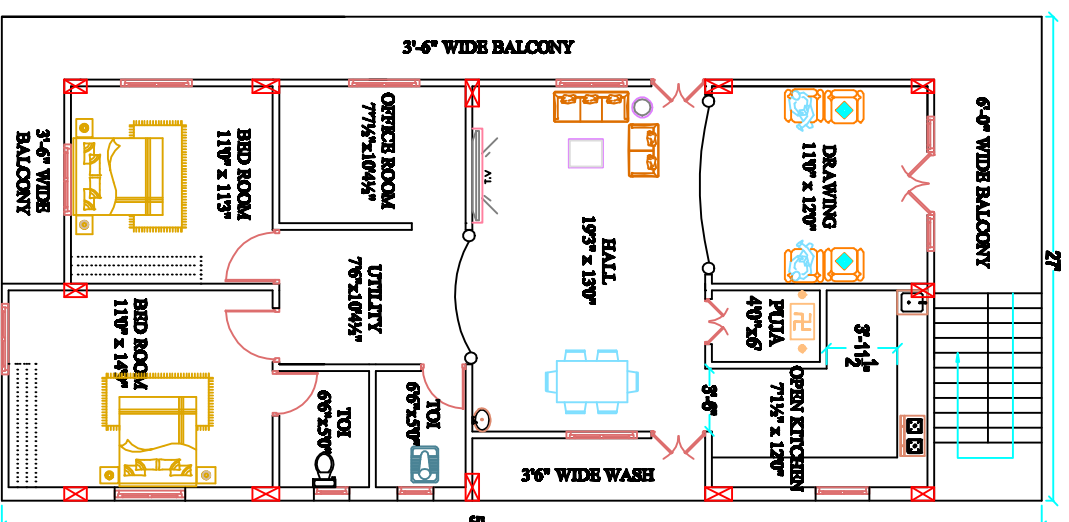 3'-6" WIDE BALCONY
3'-6" WIDE
BALCONY
BED ROOM
11'0" x 11'3"
OFFICE ROOM
7'7½"x10'4½"
T.V
HALL
19'3" x 13'0"
DRAWING
11'0" x 12'0"
6'-0" WIDE BALCONY
27'
UTILITY
7'6"x10'4½"
PUJA
4'0"x6'
3'-11½"
BED ROOM
11'0" x 14'9"
TOI
6'6"x5'0"
TOI
6'6"x5'0"
3'-6"
OPEN KITCHEN
7'1½" x 12'0"
3'6" WIDE WASH